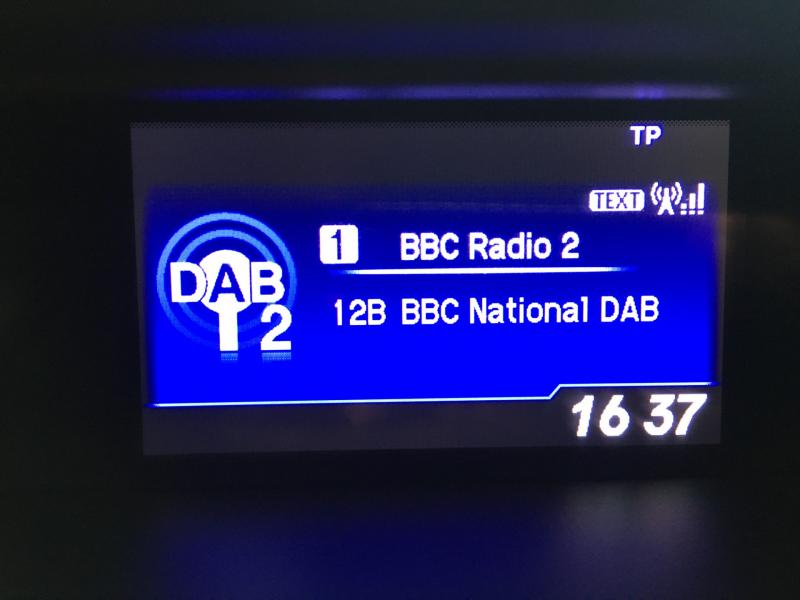 TP
TEXT
1 BBC Radio 2
DAB
2
12B BBC National DAB
16 37